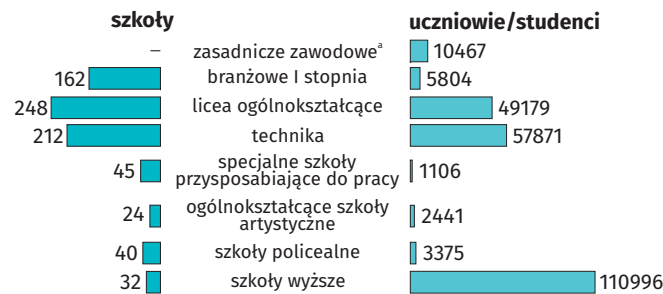 szkoły uczniowie/studenci
– zasadnicze zawodoweᵃ 10467
162 branżowe I stopnia 5804
248 licea ogólnokształcące 49179
212 technika 57871
45 specjalne szkoły
przysposabiające do pracy 1106
24 ogólnokształcące szkoły
artystyczne 2441
40 szkoły policealne 3375
32 szkoły wyższe 110996